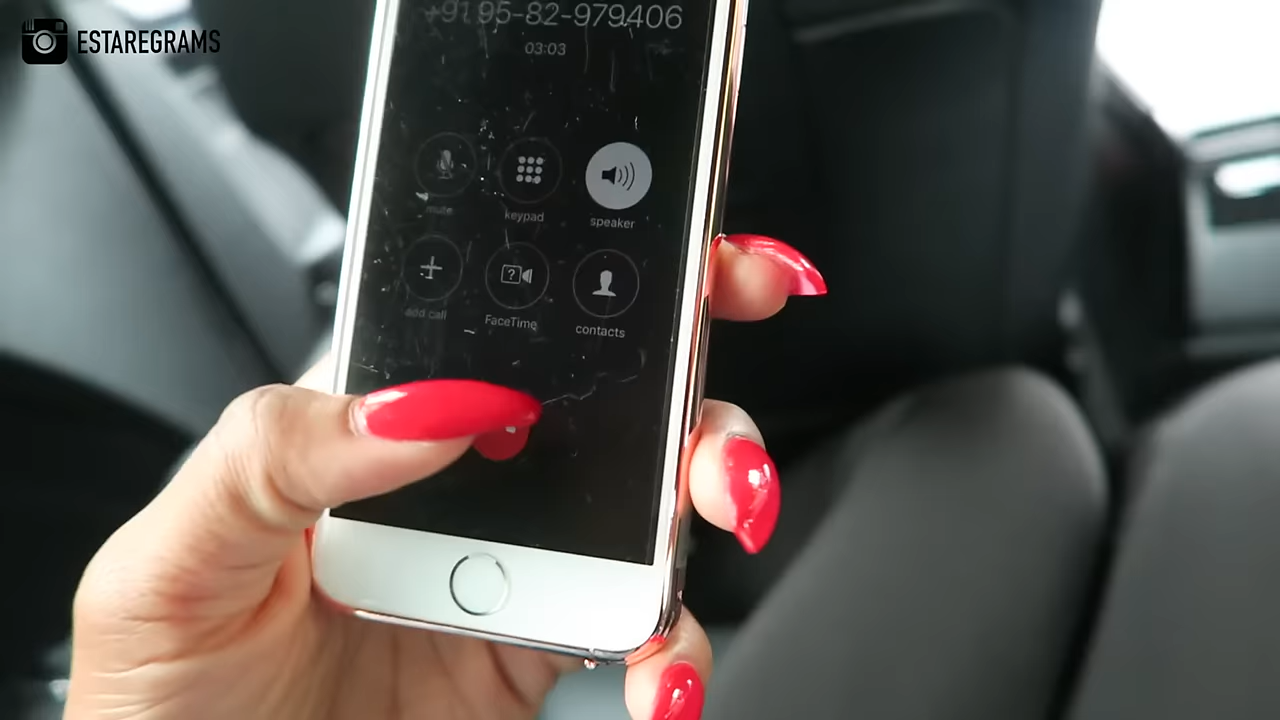 ESTAREGRAMS
+91 95-82-979406
03:03
mute
keypad
speaker
add call
FaceTime
contacts
?